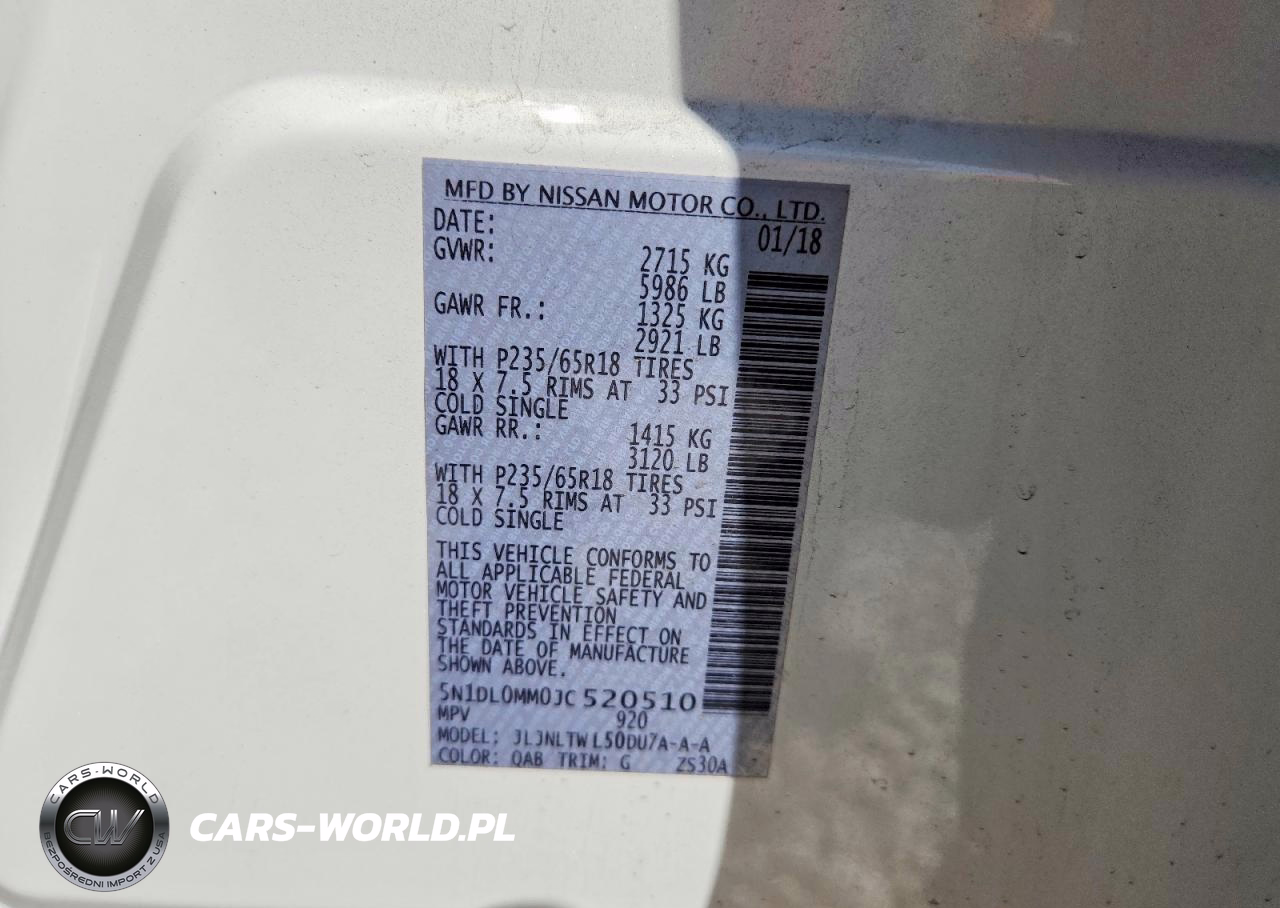 MFD BY NISSAN MOTOR CO., LTD.
DATE: 01/18
GVWR: 2715 KG
5986 LB
GAWR FR.: 1325 KG
2921 LB
WITH P235/65R18 TIRES
18 X 7.5 RIMS AT 33 PSI
COLD SINGLE
GAWR RR.: 1415 KG
3120 LB
WITH P235/65R18 TIRES
18 X 7.5 RIMS AT 33 PSI
COLD SINGLE
THIS VEHICLE CONFORMS TO
ALL APPLICABLE FEDERAL
MOTOR VEHICLE SAFETY AND
THEFT PREVENTION
STANDARDS IN EFFECT ON
THE DATE OF MANUFACTURE
SHOWN ABOVE.
5N1DL0MM0JC 520510
MPV 920
MODEL: JLJNLTWL50DU7A-A-A
COLOR: QAB TRIM: G ZS30A
CARS-WORLD
CW
BEZPOŚREDNI IMPORT Z USA
CARS-WORLD.PL